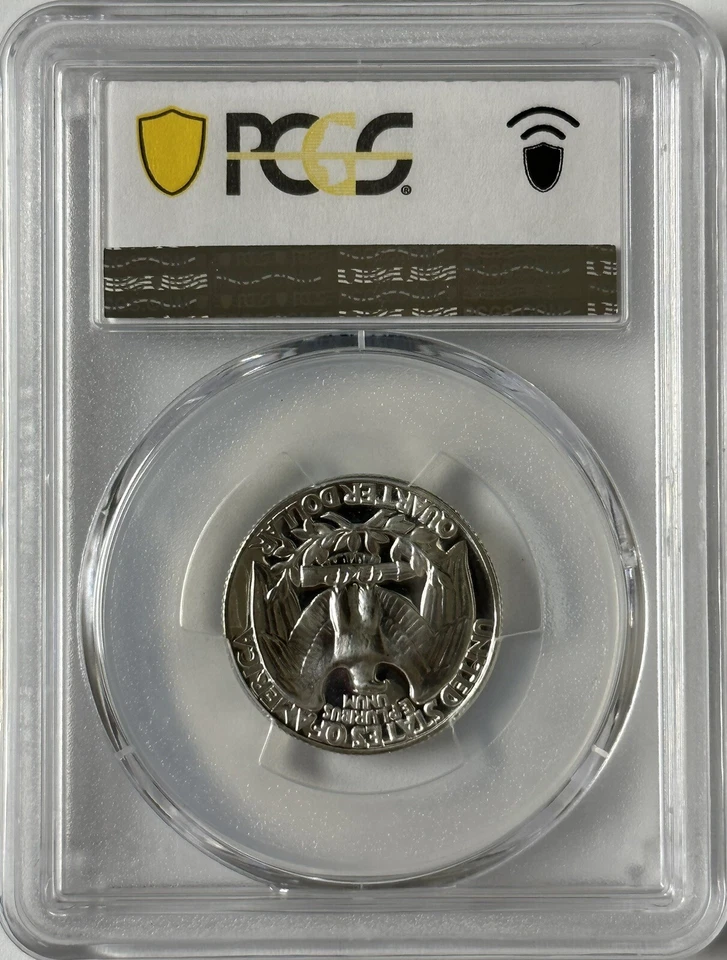 PCGS
®
QUARTER DOLLAR
UNITED STATES OF AMERICA
E PLURIBUS
UNUM